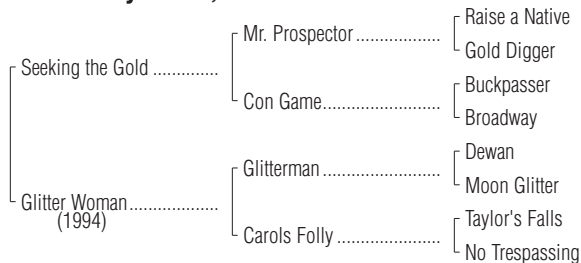 Raise a Native
Mr. Prospector ..................
Gold Digger
Seeking the Gold ..............
Buckpasser
Con Game.........................
Broadway
Dewan
Glitterman .........................
Moon Glitter
Glitter Woman...................
(1994)
Taylor's Falls
Carols Folly ......................
No Trespassing